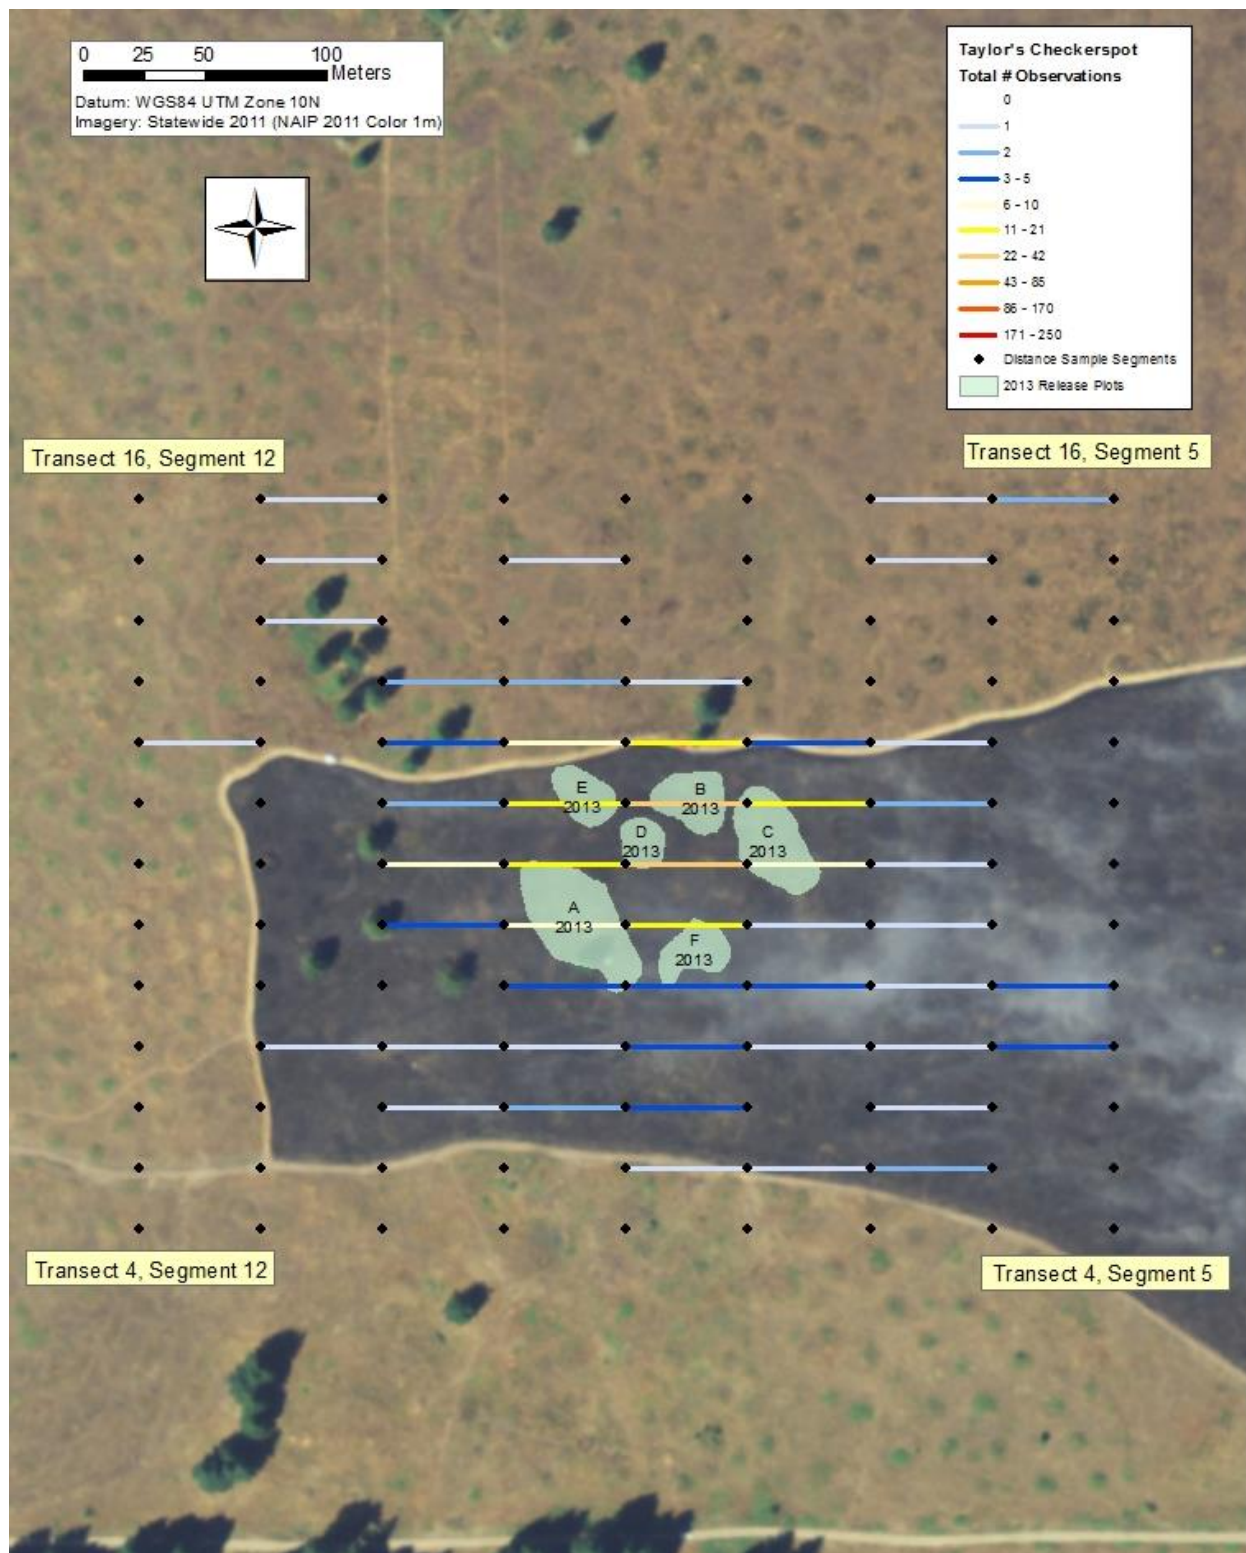 0 25 50 100
Meters
Datum: WGS84 UTM Zone 10N
Imagery: Statewide 2011 (NAIP 2011 Color 1m)
Taylor's Checkerspot
Total # Observations
0
1
2
3 - 5
6 - 10
11 - 21
22 - 42
43 - 85
86 - 170
171 - 250
Distance Sample Segments
2013 Release Plots
Transect 16, Segment 12
Transect 16, Segment 5
E
2013
B
2013
D
2013
C
2013
A
2013
F
2013
Transect 4, Segment 12
Transect 4, Segment 5